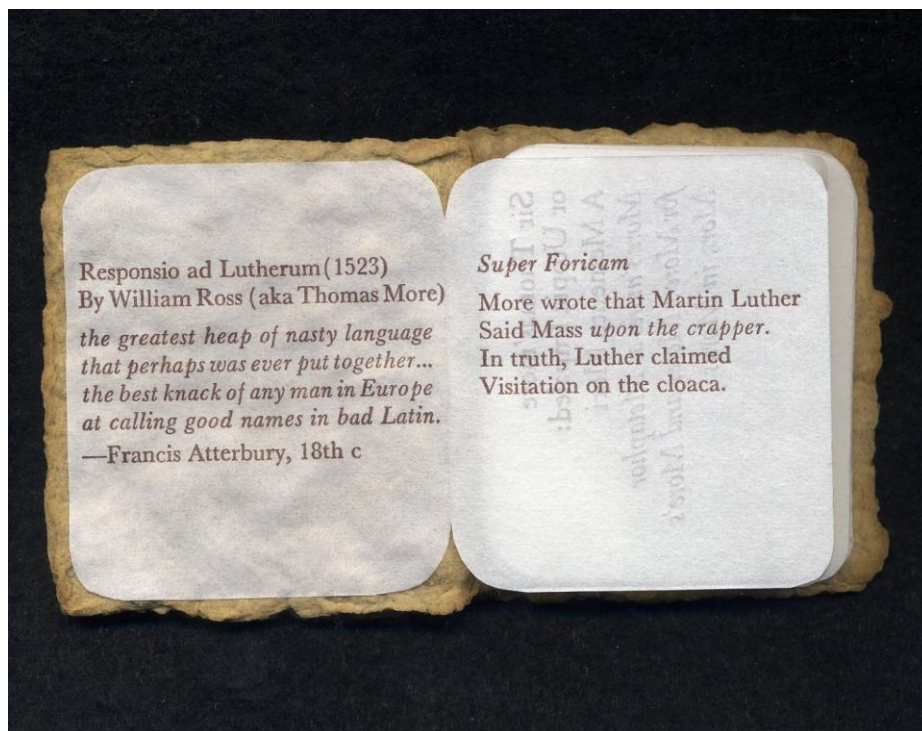 Responsio ad Lutherum (1523)
By William Ross (aka Thomas More)
the greatest heap of nasty language
that perhaps was ever put together...
the best knack of any man in Europe
at calling good names in bad Latin.
—Francis Atterbury, 18th c
Super Foricam
More wrote that Martin Luther
Said Mass upon the crapper.
In truth, Luther claimed
Visitation on the cloaca.